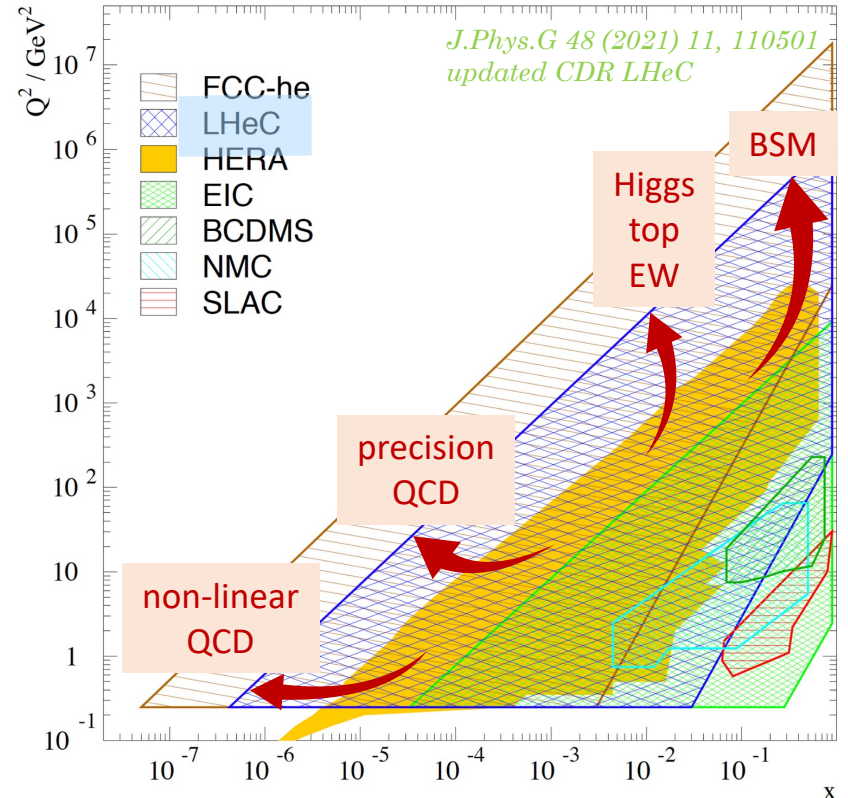 J.Phys.G 48 (2021) 11, 110501
updated CDR LHeC
Q² / GeV²
FCC-he
LHeC
HERA
EIC
BCDMS
NMC
SLAC
BSM
Higgs
top
EW
precision
QCD
non-linear
QCD
10⁷
10⁶
10⁵
10⁴
10³
10²
10
1
10⁻¹
10⁻⁷
10⁻⁶
10⁻⁵
10⁻⁴
10⁻³
10⁻²
10⁻¹
x